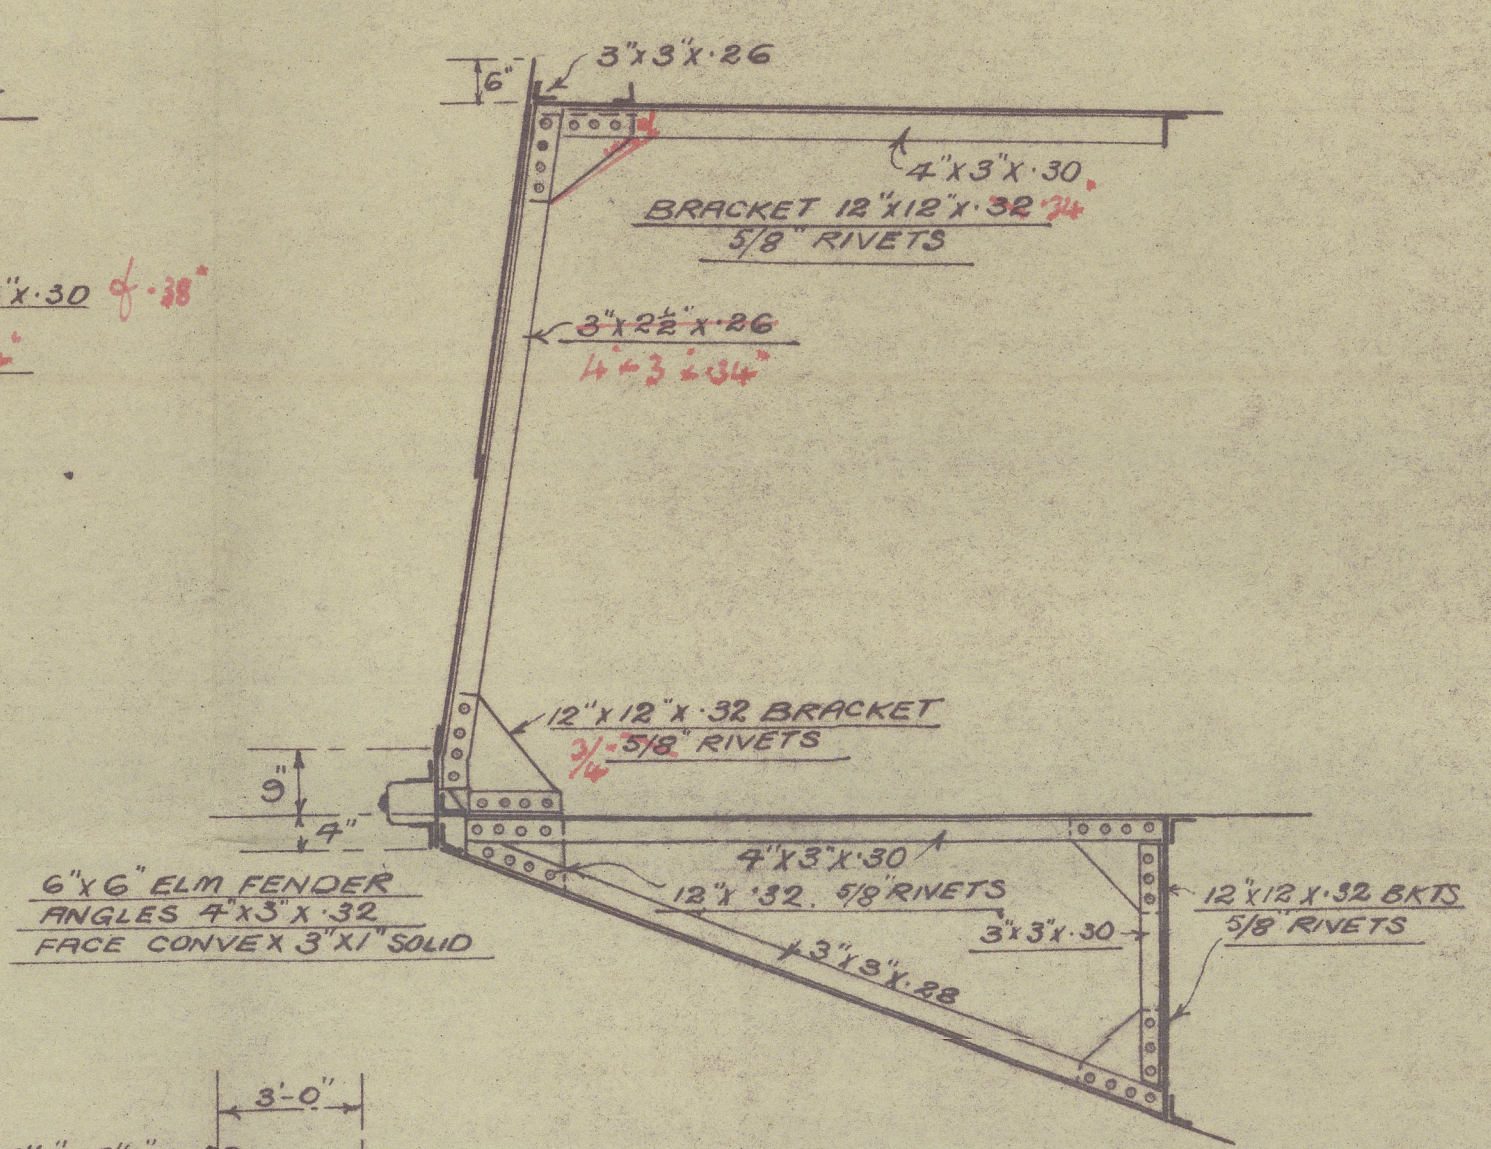 6"
3"x3"x·26
4"x3"x·30
BRACKET 12"x12"x·32 ·34"
5/8" RIVETS
"x·30 of ·38"
3"x2½"x·26
4"x3"x·34"
12"x12"x·32 BRACKET
3/4" 5/8" RIVETS
9"
4"
4"x3"x·30
6"x6" ELM FENDER
ANGLES 4"x3"x·32
FACE CONVEX 3"x1" SOLID
12"x·32. 5/8" RIVETS
12"x12x·32 BKTS
5/8" RIVETS
3"x3"x·30
3"x3"x·28
3'-0"